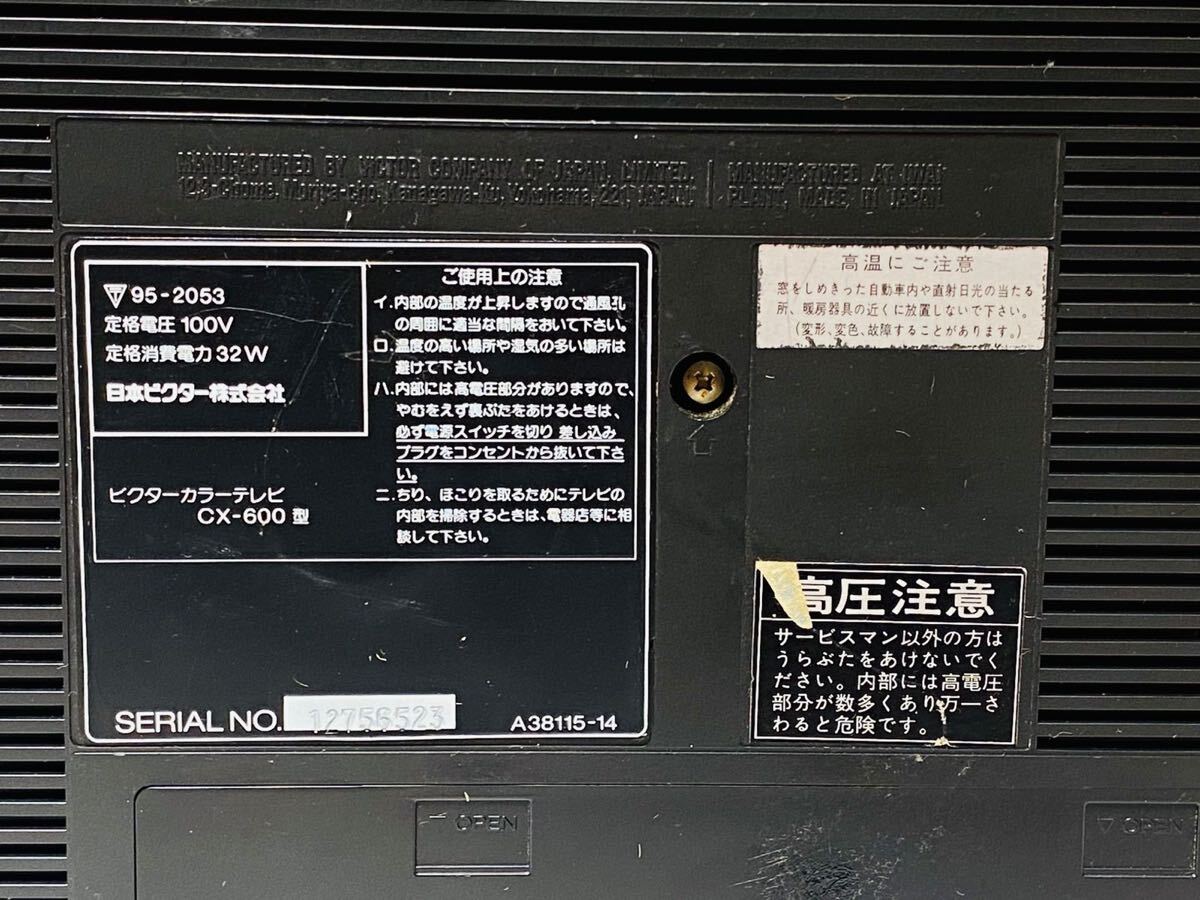 MANUFACTURED BY VICTOR COMPANY OF JAPAN, LIMITED.
12,3-Chome, Moriya-cho, Kanagawa-Ku, Yokohama, 221, JAPAN.
MANUFACTURED AT IWAI
PLANT, MADE IN JAPAN
95-2053
定格電圧 100V
定格消費電力 32W
日本ビクター株式会社
ビクターカラーテレビ
CX-600 型
ご使用上の注意
イ.内部の温度が上昇しますので通風孔
の周囲に適当な間隔をおいて下さい。
ロ.温度の高い場所や湿気の多い場所は
避けて下さい。
ハ.内部には高電圧部分がありますので、
やむをえず裏ぶたをあけるときは、
必ず電源スイッチを切り 差し込み
プラグをコンセントから抜いて下さ
い。
ニ.ちり、ほこりを取るためにテレビの
内部を掃除するときは、電器店等に相
談して下さい。
SERIAL NO. 12756523
A38115-14
高温にご注意
窓をしめきった自動車内や直射日光の当たる
所、暖房器具の近くに放置しないで下さい。
(変形、変色、故障することがあります。)
高圧注意
サービスマン以外の方は
うらぶたをあけないでく
ださい。内部には高電圧
部分が数多くあり万一さ
わると危険です。
OPEN
OPEN